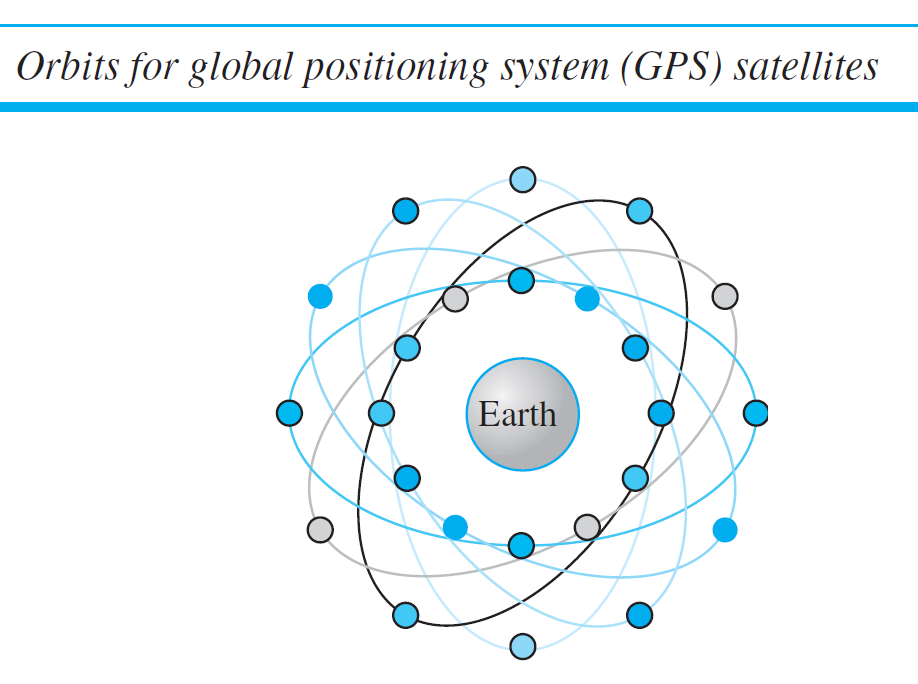 Orbits for global positioning system (GPS) satellites
Earth